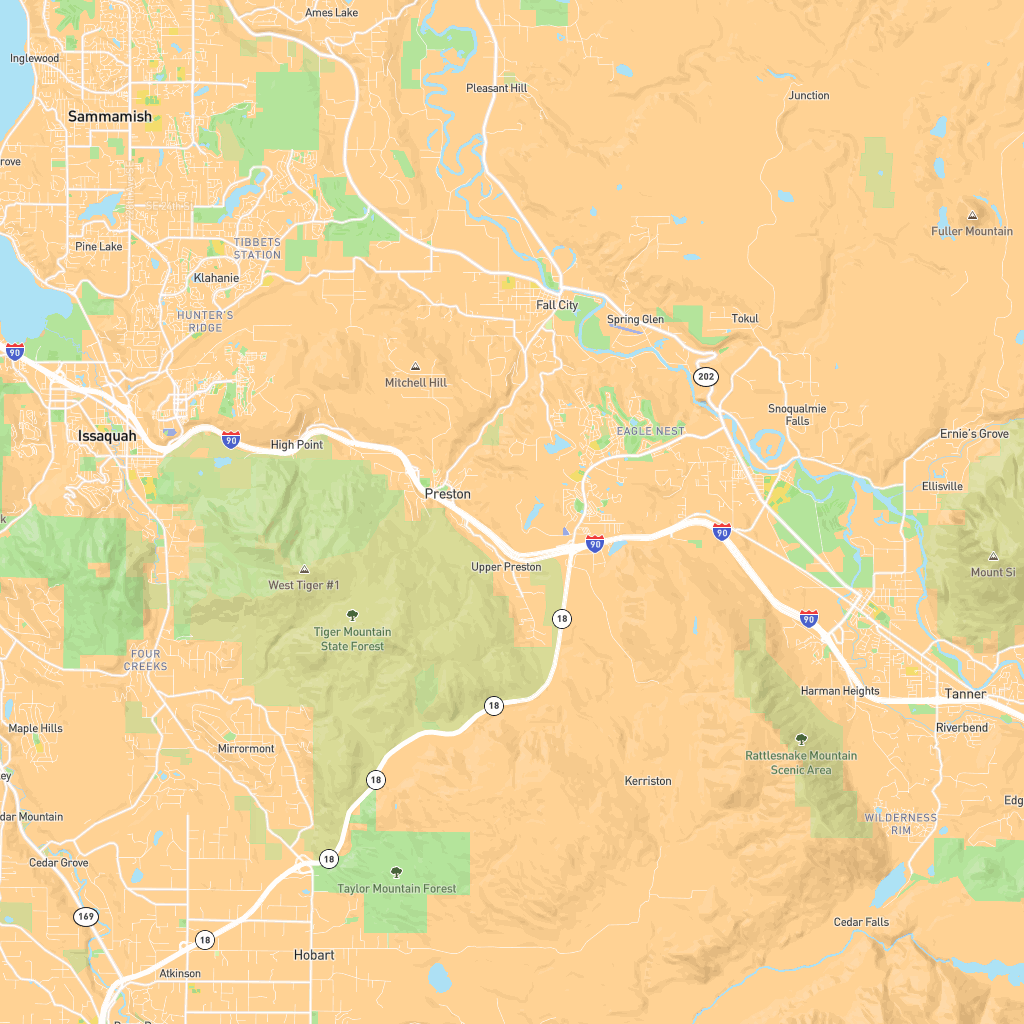 Ames Lake
Inglewood
Pleasant Hill
Junction
Sammamish
rove
Fuller Mountain
Pine Lake
TIBBETS
STATION
Klahanie
Fall City
HUNTER'S
RIDGE
Spring Glen
Tokul
90
Mitchell Hill
202
Snoqualmie
Falls
Issaquah
90
High Point
EAGLE NEST
Ernie's Grove
Ellisville
Preston
k
90
90
Upper Preston
West Tiger #1
Mount Si
Tiger Mountain
State Forest
18
90
FOUR
CREEKS
Harman Heights
Tanner
18
Maple Hills
Riverbend
Mirrormont
Rattlesnake Mountain
Scenic Area
ey
18
Kerriston
Edg
dar Mountain
WILDERNESS
RIM
Cedar Grove
18
Taylor Mountain Forest
169
Cedar Falls
18
Hobart
Atkinson